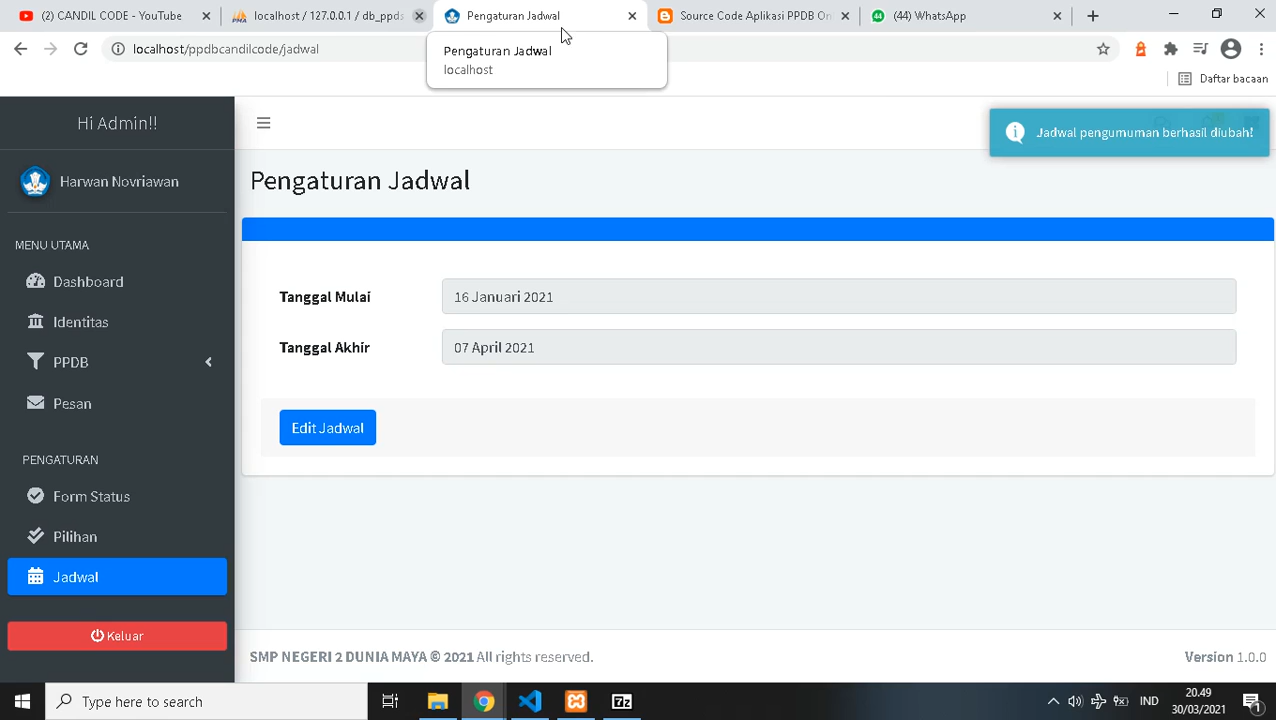 (2) CANDIL CODE - YouTube
localhost / 127.0.0.1 / db_pp
Pengaturan Jadwal
Source Code Aplikasi PPDB On
(44) WhatsApp
localhost/ppdbcandilcode/jadwal
Pengaturan Jadwal
localhost
Daftar bacaan
Hi Admin!!
Jadwal pengumuman berhasil diubah!
Harwan Novriawan
Pengaturan Jadwal
MENU UTAMA
Dashboard
Identitas
PPDB
Pesan
Tanggal Mulai
16 Januari 2021
Tanggal Akhir
07 April 2021
Edit Jadwal
PENGATURAN
Form Status
Pilihan
Jadwal
Keluar
SMP NEGERI 2 DUNIA MAYA © 2021 All rights reserved.
Version 1.0.0
Type here to search
IND
20.49
30/03/2021